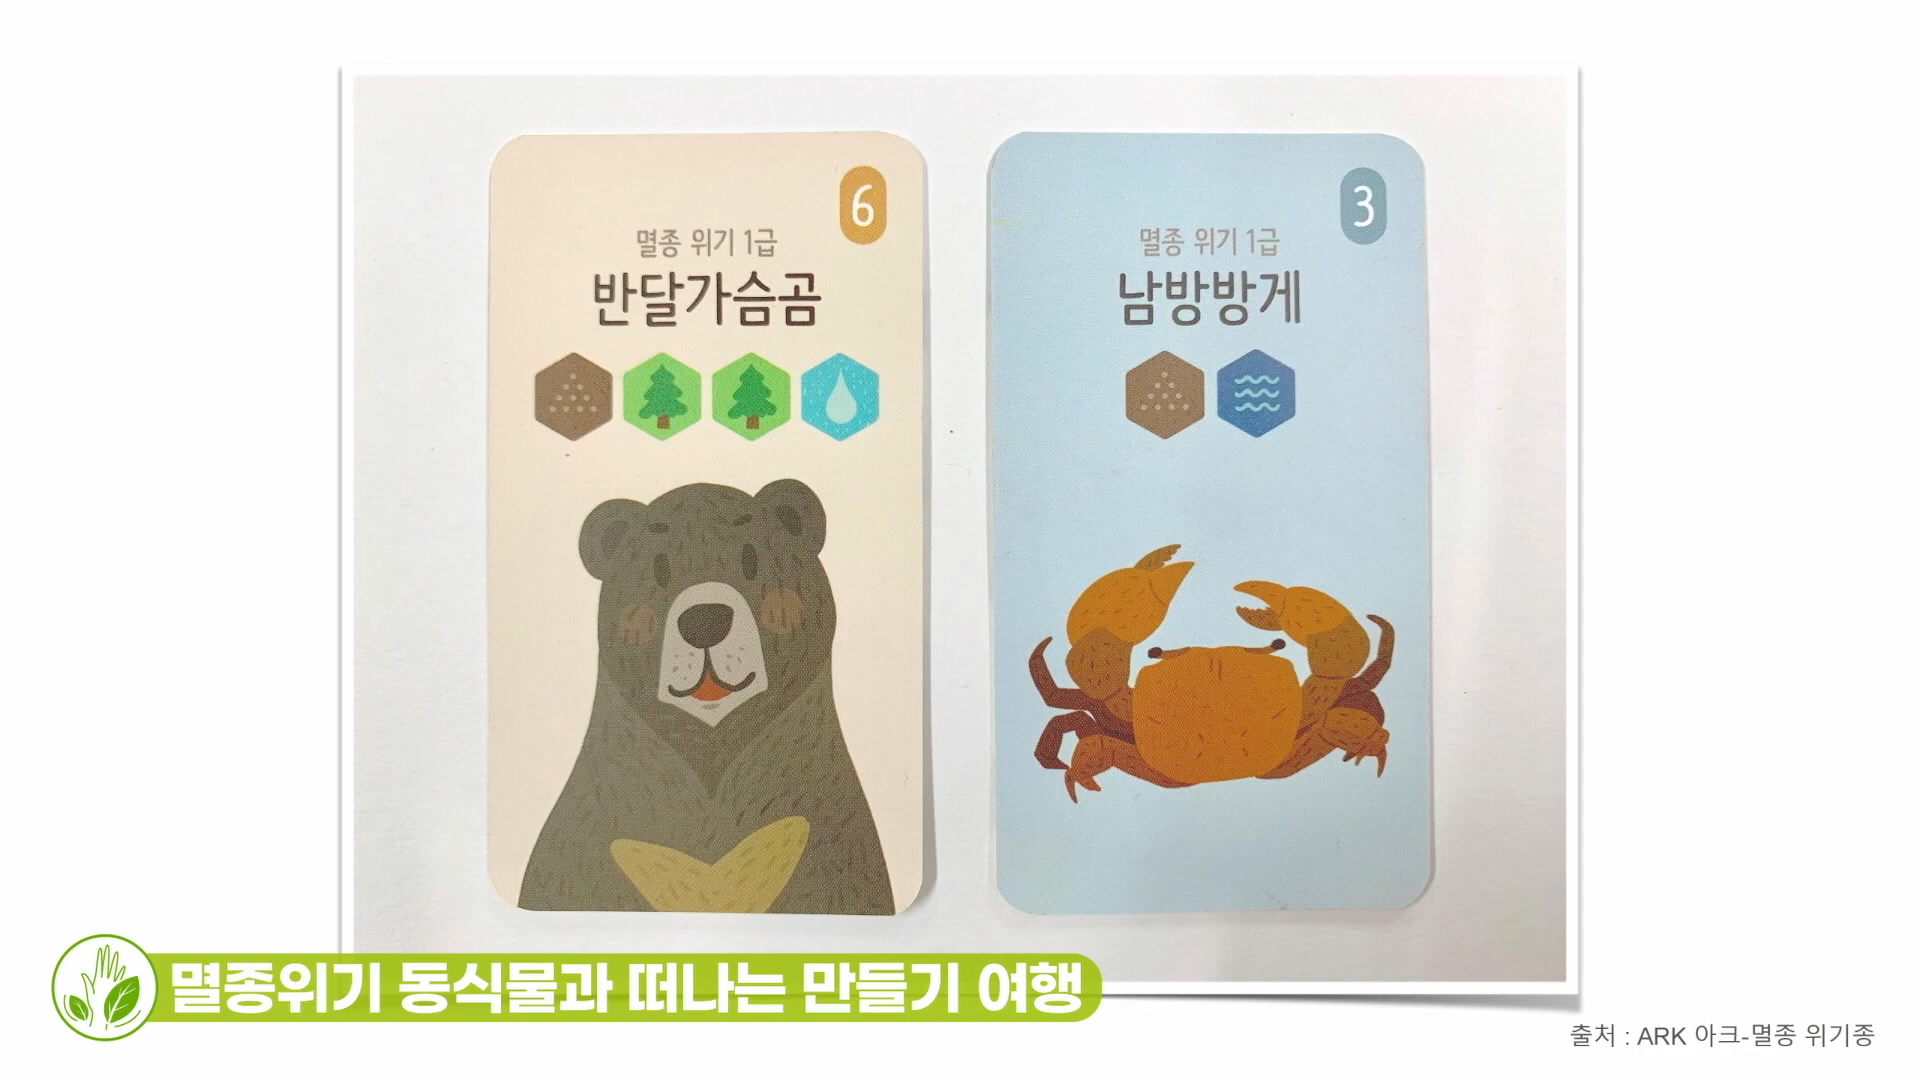 6
멸종 위기 1급
반달가슴곰
3
멸종 위기 1급
남방방게
멸종위기 동식물과 떠나는 만들기 여행
출처 : ARK 아크-멸종 위기종